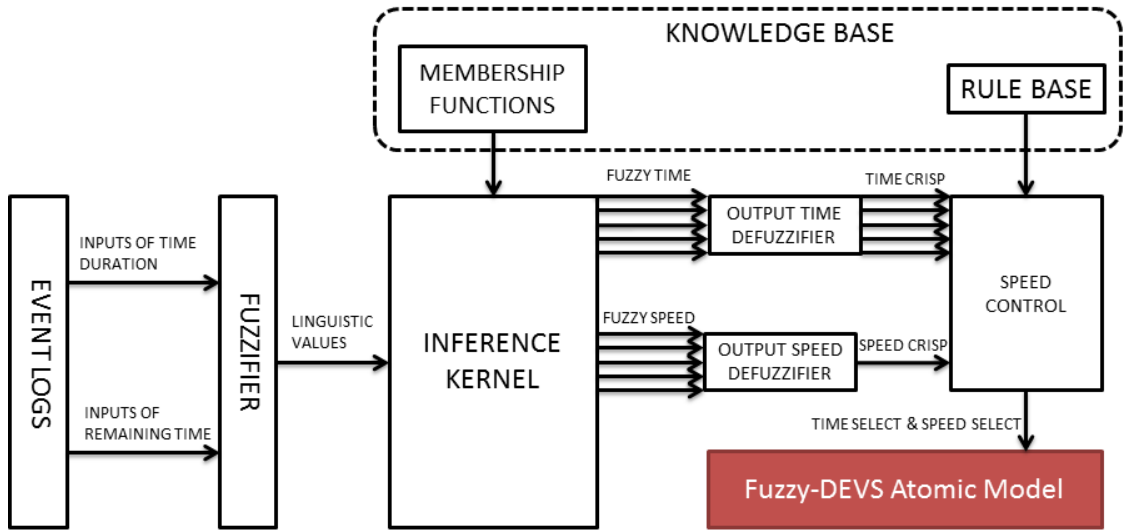 KNOWLEDGE BASE
MEMBERSHIP
FUNCTIONS
RULE BASE
FUZZY TIME
TIME CRISP
INPUTS OF TIME
DURATION
OUTPUT TIME
DEFUZZIFIER
EVENT LOGS
FUZZIFIER
LINGUISTIC
VALUES
INFERENCE
KERNEL
SPEED
CONTROL
FUZZY SPEED
OUTPUT SPEED
DEFUZZIFIER
SPEED CRISP
INPUTS OF
REMAINING TIME
TIME SELECT & SPEED SELECT
Fuzzy-DEVS Atomic Model